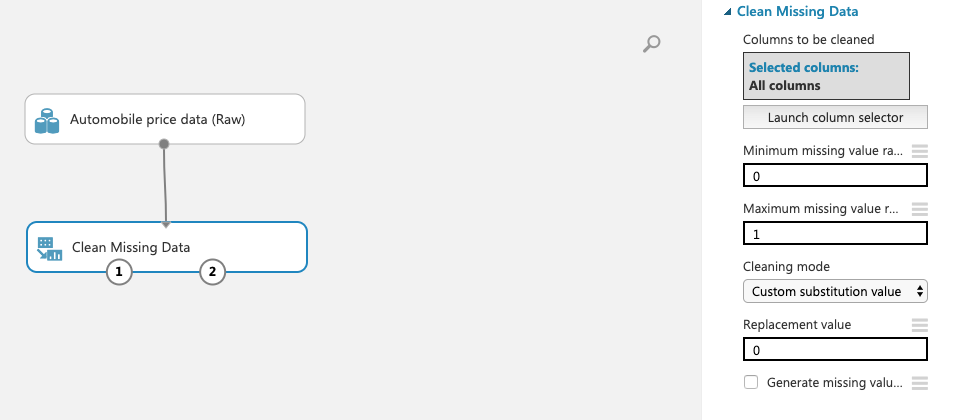 Automobile price data (Raw)
Clean Missing Data
1
2
Clean Missing Data
Columns to be cleaned
Selected columns:
All columns
Launch column selector
Minimum missing value ra...
0
Maximum missing value r...
1
Cleaning mode
Custom substitution value
Replacement value
0
Generate missing valu...